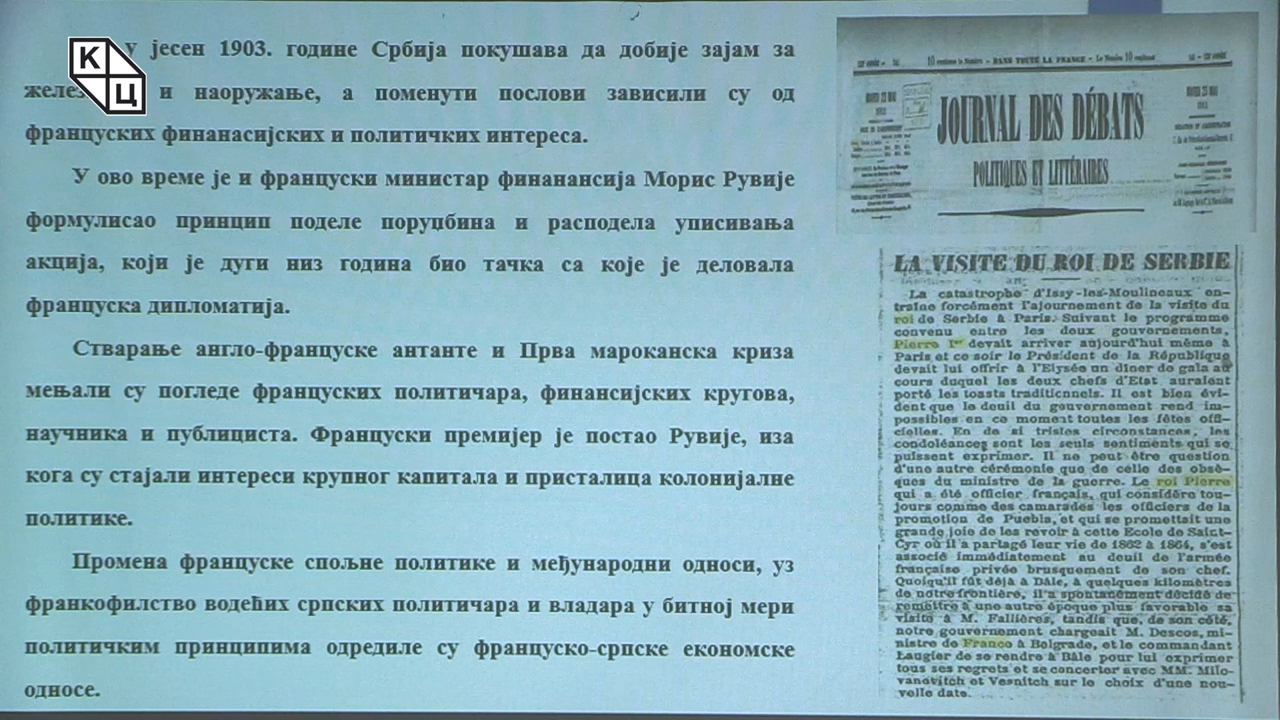 К
Ц
у јесен 1903. године Србија покушава да добије зајам за
желез и наоружање, а поменути послови зависили су од
француских финанасијских и политичких интереса.
У ово време је и француски министар финанансија Морис Рувије
формулисао принцип поделе поруџбина и расподела уписивања
акција, који је дуги низ година био тачка са које је деловала
француска дипломатија.
Стварање англо-француске антанте и Прва мароканска криза
мењали су погледе француских политичара, финансијских кругова,
научника и публициста. Француски премијер је постао Рувије, иза
кога су стајали интереси крупног капитала и присталица колонијалне
политике.
Промена француске спољне политике и међународни односи, уз
франкофилство водећих српских политичара и владара у битној мери
политичким принципима одредиле су француско-српске економске
односе.
10 centimes le Numéro - DANS TOUTE LA FRANCE - Le Numéro 10 centimes
JOURNAL DES DÉBATS
POLITIQUES ET LITTÉRAIRES
LA VISITE DU ROI DE SERBIE
La catastrophe d'Issy-les-Moulineaux en-
traîne forcément l'ajournement de la visite du
roi de Serbie à Paris. Suivant le programme
convenu entre les deux gouvernements,
Pierre Ier devait arriver aujourd'hui même à
Paris et ce soir le Président de la République
devait lui offrir à l'Elysée un dîner de gala au
cours duquel les deux chefs d'Etat auraient
porté les toasts traditionnels. Il est bien évi-
dent que le deuil du gouvernement rend im-
possibles en ce moment toutes les fêtes offi-
cielles. En de si tristes circonstances, les
condoléances sont les seuls sentiments qui se
puissent exprimer. Il ne peut être question
d'une autre cérémonie que de celle des obsè-
ques du ministre de la guerre. Le roi Pierre
qui a été officier français, qui considère tou-
jours comme des camarades les officiers de la
promotion de Puebla, et qui se promettait une
grande joie de les revoir à cette Ecole de Saint-
Cyr où il a partagé leur vie de 1862 à 1864, s'est
associé immédiatement au deuil de l'armée
française privée brusquement de son chef.
Quoiqu'il fût déjà à Bâle, à quelques kilomètres
de notre frontière, il a spontanément décidé de
remettre à une autre époque plus favorable sa
visite à M. Fallières, tandis que, de son côté,
notre gouvernement chargeait M. Descos, mi-
nistre de France à Belgrade, et le commandant
Laugier de se rendre à Bâle pour lui exprimer
tous ses regrets et se concerter avec MM. Milo-
vanovitch et Vesnitch sur le choix d'une nou-
velle date.